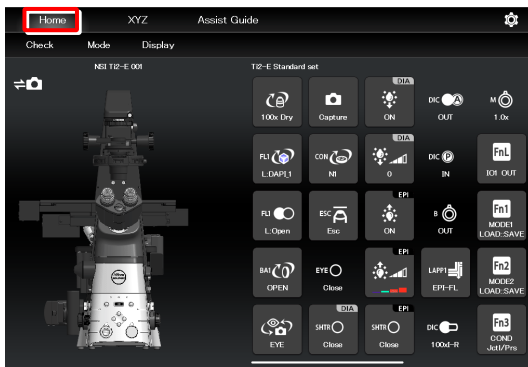 Home XYZ Assist Guide
Check Mode Display
NSI Ti2-E 001
Ti2-E Standard set
100x Dry
Capture
DIA
ON
DIC A
OUT
M
1.0x
FL1
L:DAPI_1
CON
N1
DIA
0
DIC P
IN
FnL
IO1 OUT
FL1
L:Open
ESC
Esc
EPI
ON
B
OUT
Fn1
MODE1
LOAD:SAVE
BA1
OPEN
EYE
Close
EPI
LAPP1
EPI-FL
Fn2
MODE2
LOAD:SAVE
EYE
DIA
SHTR
Close
EPI
SHTR
Close
DIC
100xI-R
Fn3
COND
Jctl/Prs